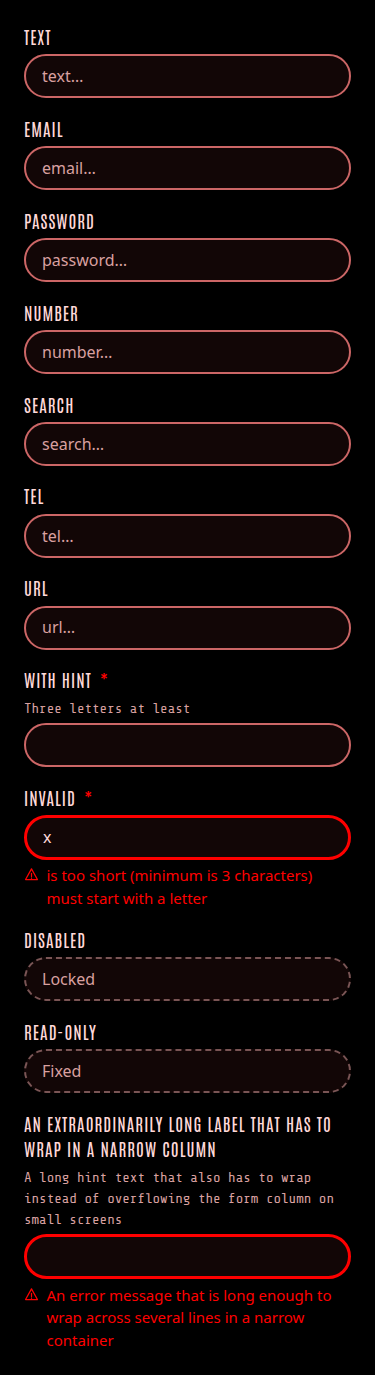 TEXT
text...
EMAIL
email...
PASSWORD
password...
NUMBER
number...
SEARCH
search...
TEL
tel...
URL
url...
WITH HINT *
Three letters at least
INVALID *
x
⚠ is too short (minimum is 3 characters)
must start with a letter
DISABLED
Locked
READ-ONLY
Fixed
AN EXTRAORDINARILY LONG LABEL THAT HAS TO
WRAP IN A NARROW COLUMN
A long hint text that also has to wrap
instead of overflowing the form column on
small screens
⚠ An error message that is long enough to
wrap across several lines in a narrow
container